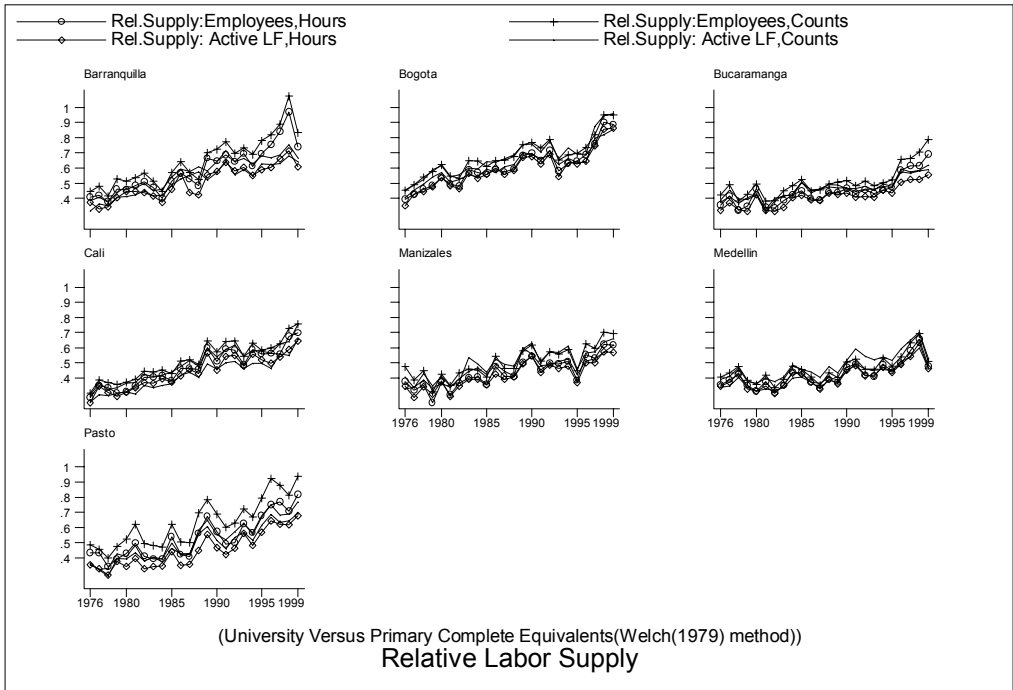 Rel.Supply:Employees,Hours
Rel.Supply:Employees,Counts
Rel.Supply: Active LF,Hours
Rel.Supply: Active LF,Counts
Barranquilla
Bogota
Bucaramanga
1
.9
.8
.7
.6
.5
.4
Cali
Manizales
Medellin
1
.9
.8
.7
.6
.5
.4
1976 1980 1985 1990 1995 1999
1976 1980 1985 1990 1995 1999
Pasto
1
.9
.8
.7
.6
.5
.4
1976 1980 1985 1990 1995 1999
(University Versus Primary Complete Equivalents(Welch(1979) method))
Relative Labor Supply